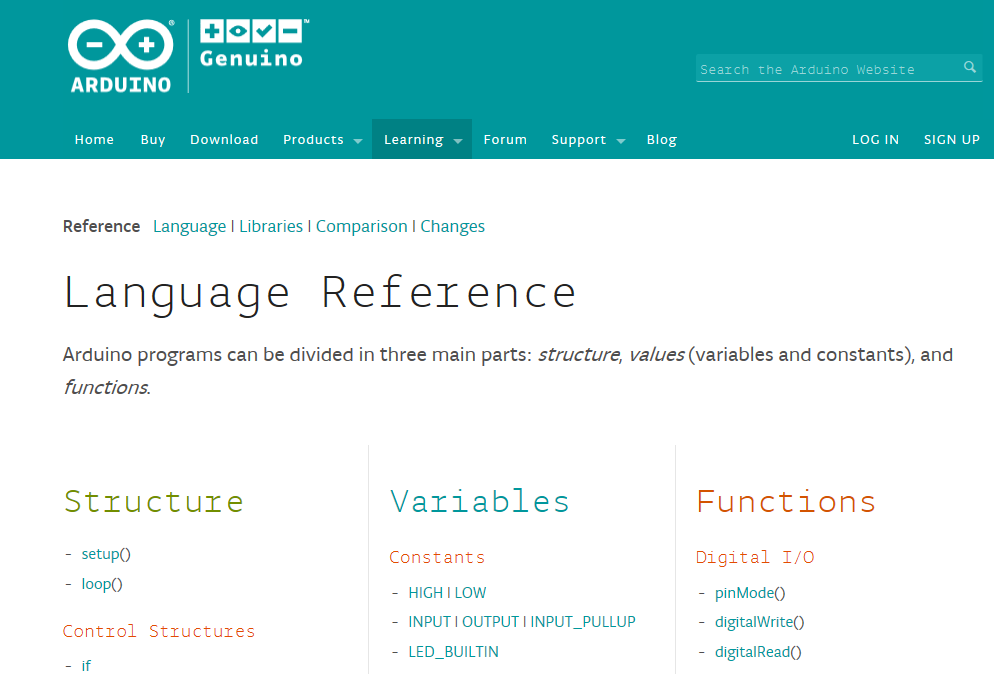 ARDUINO
Genuino
Search the Arduino Website
Home Buy Download Products Learning Forum Support Blog LOG IN SIGN UP
Reference Language | Libraries | Comparison | Changes
Language Reference
Arduino programs can be divided in three main parts: structure, values (variables and constants), and
functions.
Structure
- setup()
- loop()
Control Structures
- if
Variables
Constants
- HIGH | LOW
- INPUT | OUTPUT | INPUT_PULLUP
- LED_BUILTIN
Functions
Digital I/O
- pinMode()
- digitalWrite()
- digitalRead()